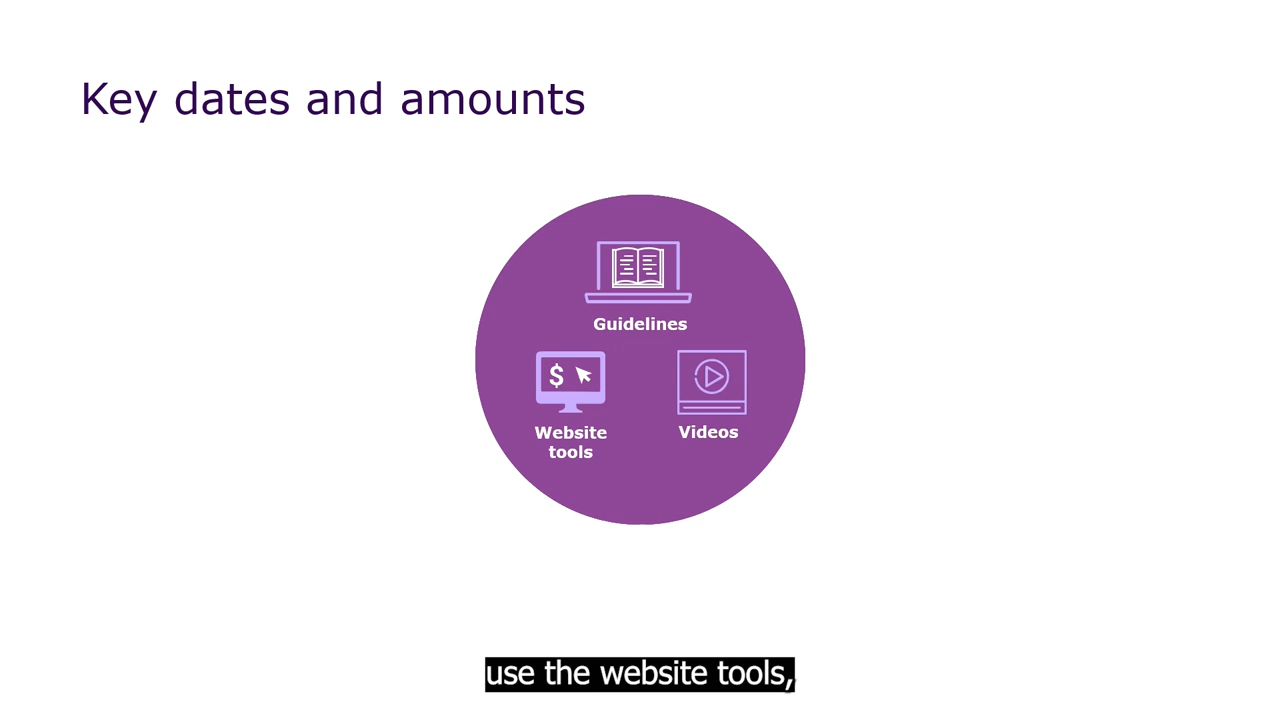 Key dates and amounts
Guidelines
$
Website
tools
Videos
use the website tools,